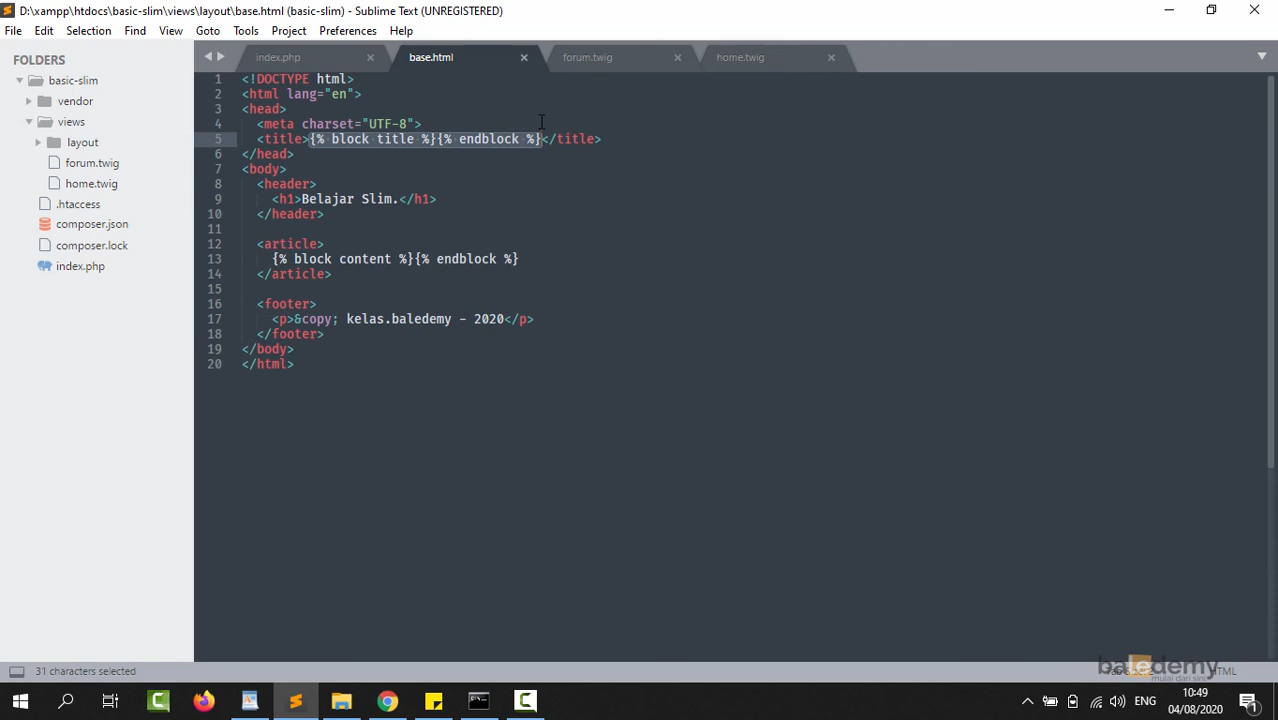 D:\xampp\htdocs\basic-slim\views\layout\base.html (basic-slim) - Sublime Text (UNREGISTERED)
File Edit Selection Find View Goto Tools Project Preferences Help
FOLDERS
basic-slim
vendor
views
layout
forum.twig
home.twig
.htaccess
composer.json
composer.lock
index.php
index.php base.html forum.twig home.twig
1 <!DOCTYPE html>
2 <html lang="en">
3 <head>
4 <meta charset="UTF-8">
5 <title>{% block title %}{% endblock %}</title>
6 </head>
7 <body>
8 <header>
9 <h1>Belajar Slim.</h1>
10 </header>
11
12 <article>
13 {% block content %}{% endblock %}
14 </article>
15
16 <footer>
17 <p>&copy; kelas.baledemy - 2020</p>
18 </footer>
19 </body>
20 </html>
31 characters selected
HTML
baledemy
mulai dari sini
ENG
10:49
04/08/2020
1